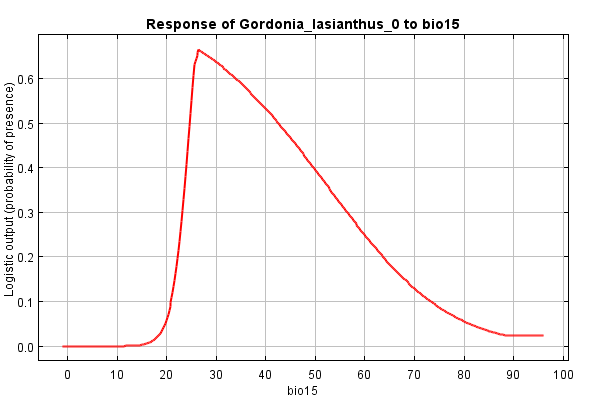 Response of Gordonia_lasianthus_0 to bio15
Logistic output (probability of presence)
0.6
0.5
0.4
0.3
0.2
0.1
0.0
0 10 20 30 40 50 60 70 80 90 100
bio15